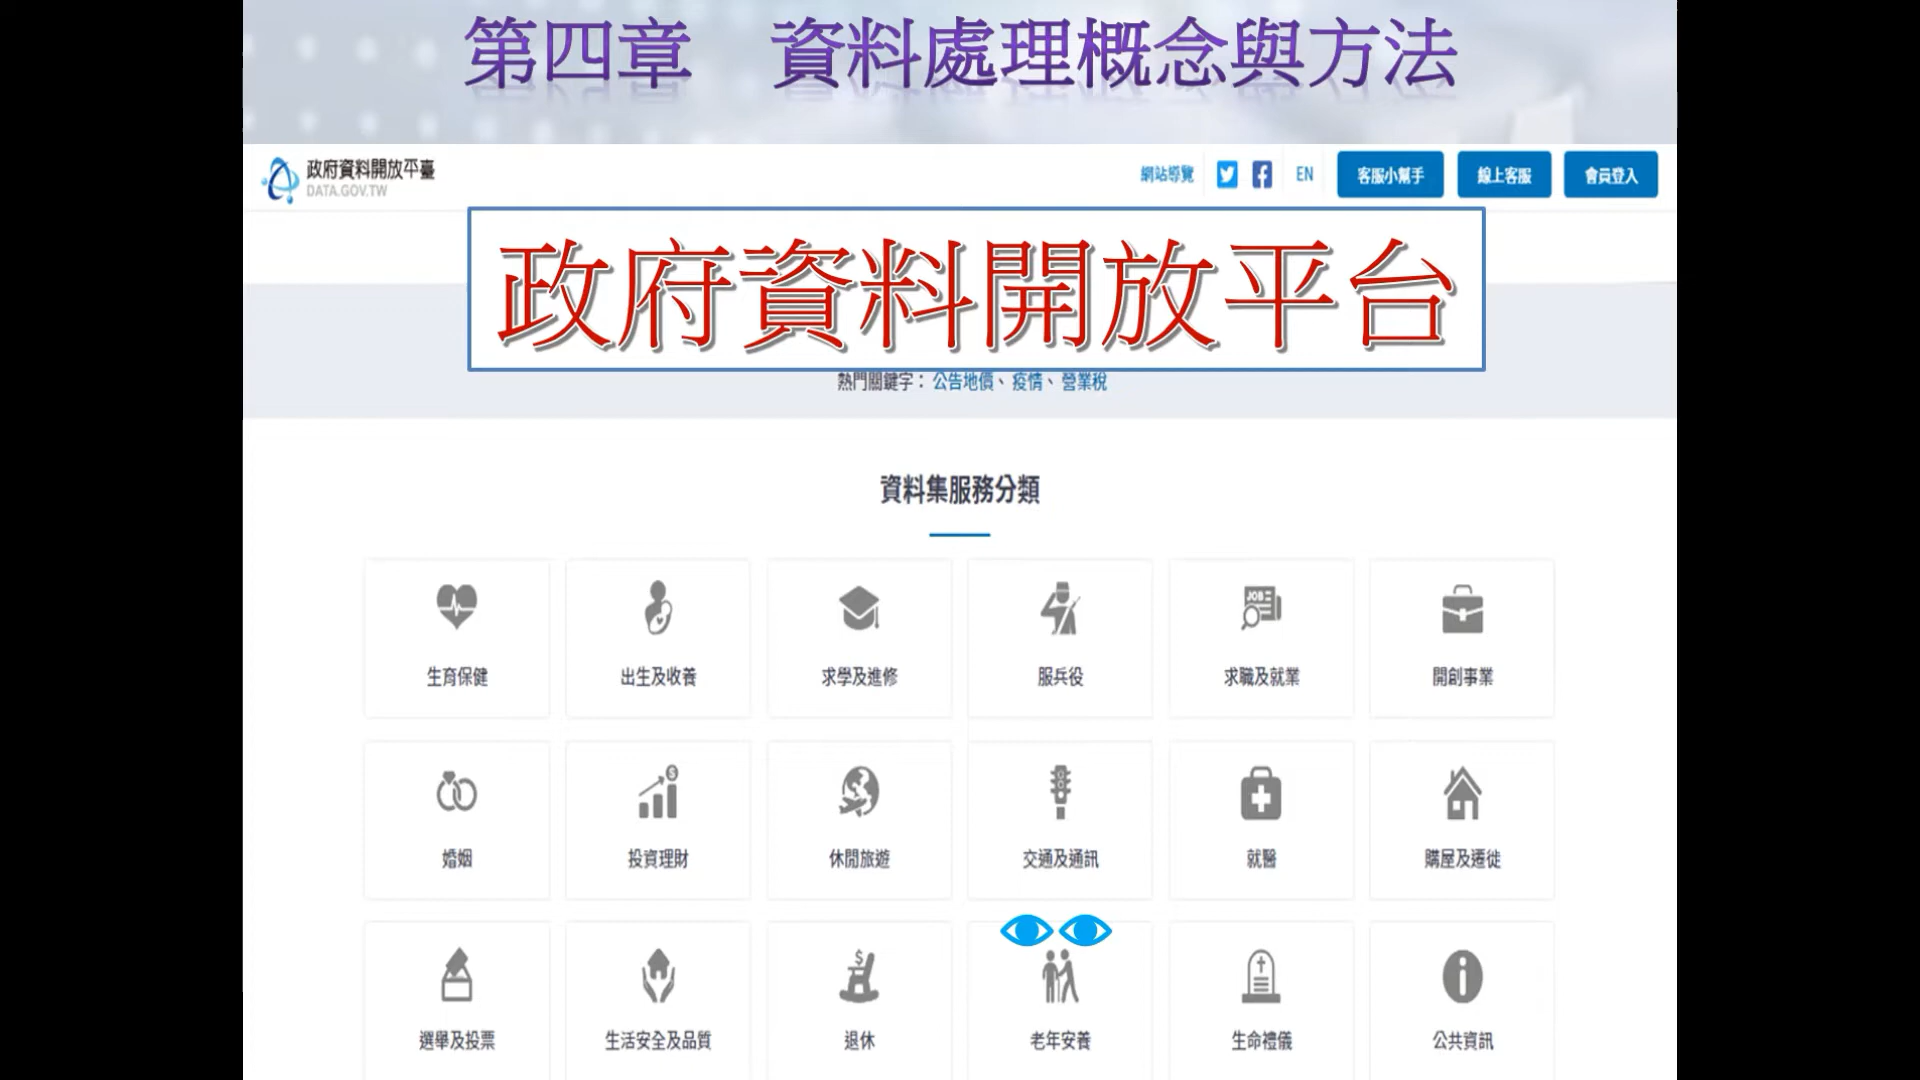 第四章 資料處理概念與方法
政府資料開放平臺
DATA.GOV.TW
網站導覽 EN 客服小幫手 線上客服 會員登入
政府資料開放平台
熱門關鍵字： 公告地價、 疫情、 營業稅
資料集服務分類
JOB
生育保健 出生及收養 求學及進修 服兵役 求職及就業 開創事業
$
婚姻 投資理財 休閒旅遊 交通及通訊 就醫 購屋及遷徙
$
選舉及投票 生活安全及品質 退休 老年安養 生命禮儀 公共資訊